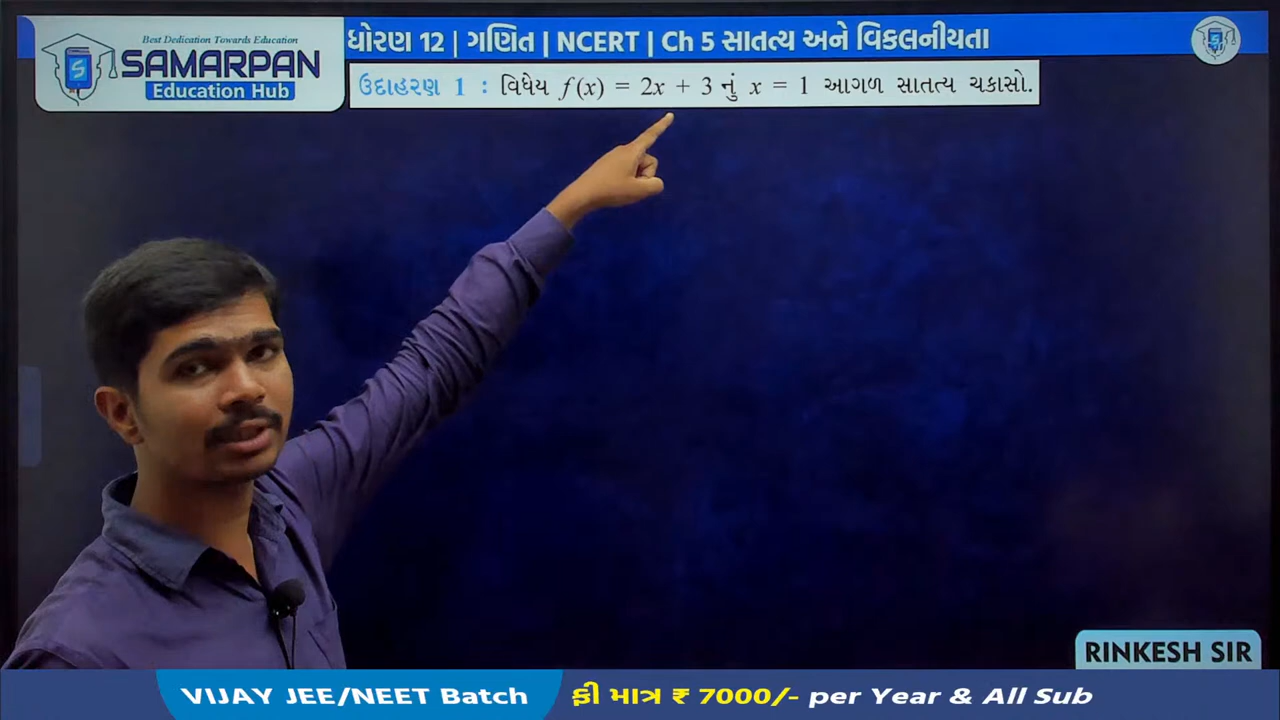 Best Dedication Towards Education
SAMARPAN
Education Hub
ધોરણ 12 | ગણિત | NCERT | Ch 5 સાતત્ય અને વિકલનીયતા
ઉદાહરણ 1 : વિધેય f(x) = 2x + 3 નું x = 1 આગળ સાતત્ય ચકાસો.
RINKESH SIR
VIJAY JEE/NEET Batch
ફી માત્ર ₹ 7000/- per Year & All Sub